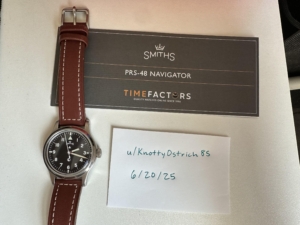 SMITHS
PRS-48 NAVIGATOR
TIMEFACTORS
u/KnottyOstrich85
6/20/25